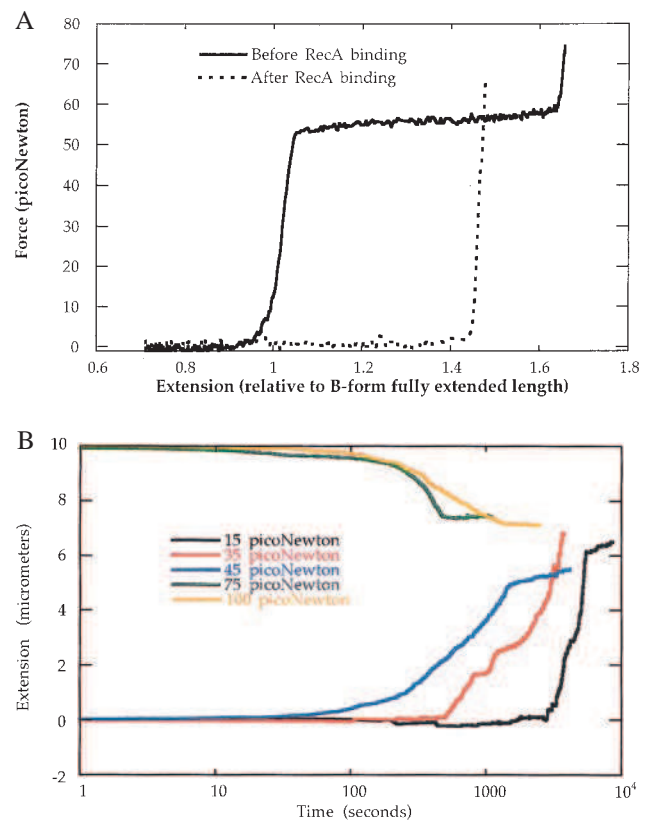 A
80
70
60
50
40
30
20
10
0
Force (picoNewton)
Before RecA binding
After RecA binding
0.6 0.8 1 1.2 1.4 1.6 1.8
Extension (relative to B-form fully extended length)
B
10
8
6
4
2
0
-2
Extension (micrometers)
15 picoNewton
35 picoNewton
45 picoNewton
75 picoNewton
100 picoNewton
1 10 100 1000 10⁴
Time (seconds)